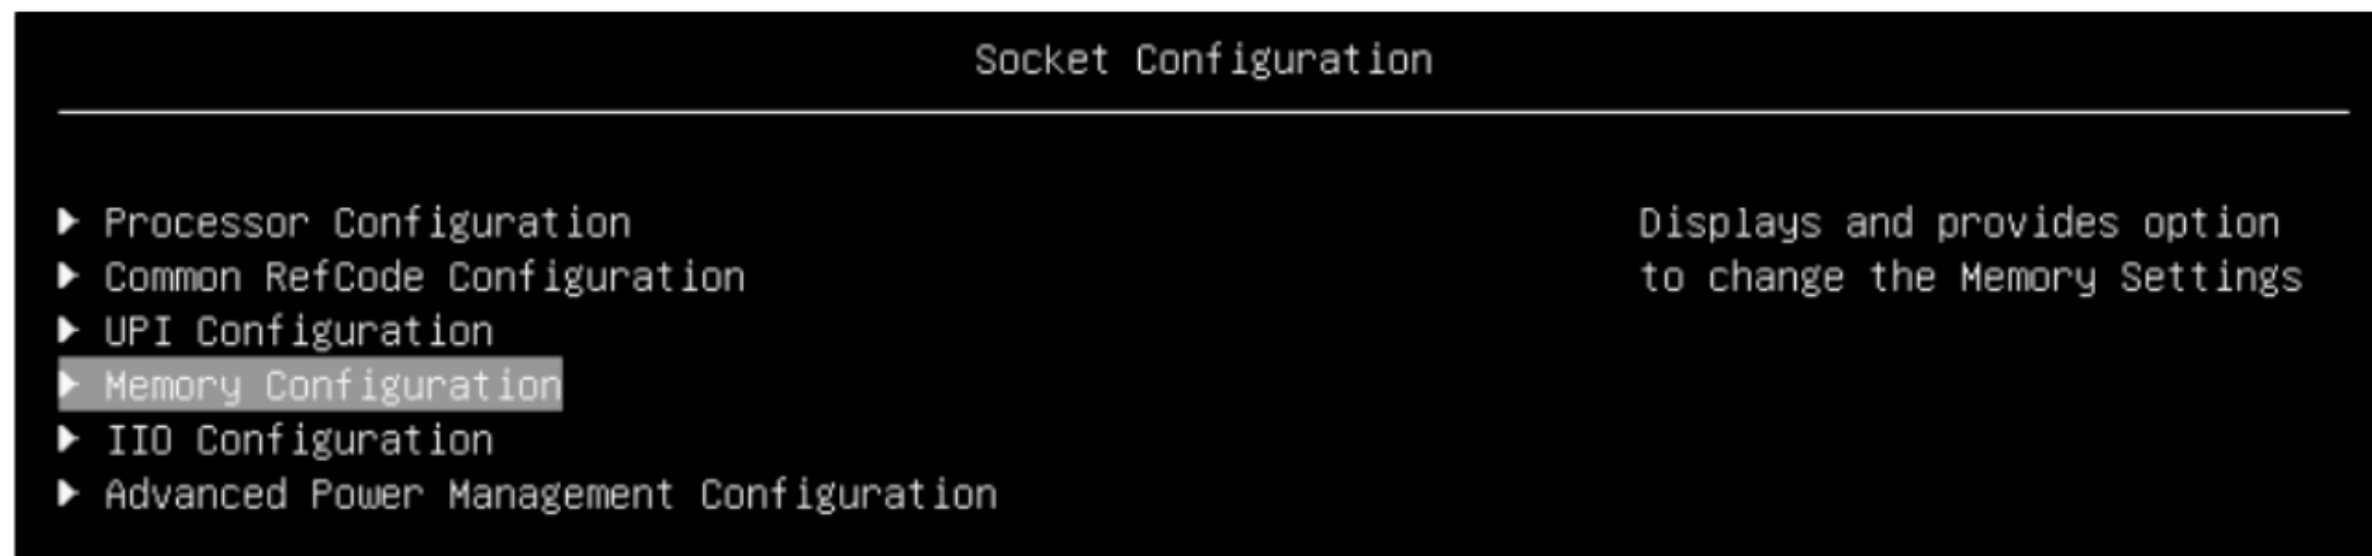 Socket Configuration
Processor Configuration
Common RefCode Configuration
UPI Configuration
Memory Configuration
IIO Configuration
Advanced Power Management Configuration
Displays and provides option
to change the Memory Settings